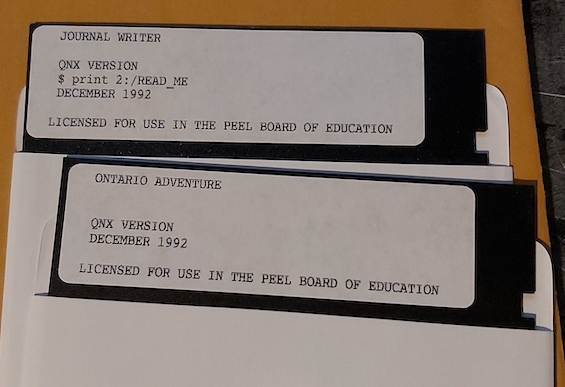 JOURNAL WRITER
QNX VERSION
$ print 2:/READ_ME
DECEMBER 1992
LICENSED FOR USE IN THE PEEL BOARD OF EDUCATION
ONTARIO ADVENTURE
QNX VERSION
DECEMBER 1992
LICENSED FOR USE IN THE PEEL BOARD OF EDUCATION